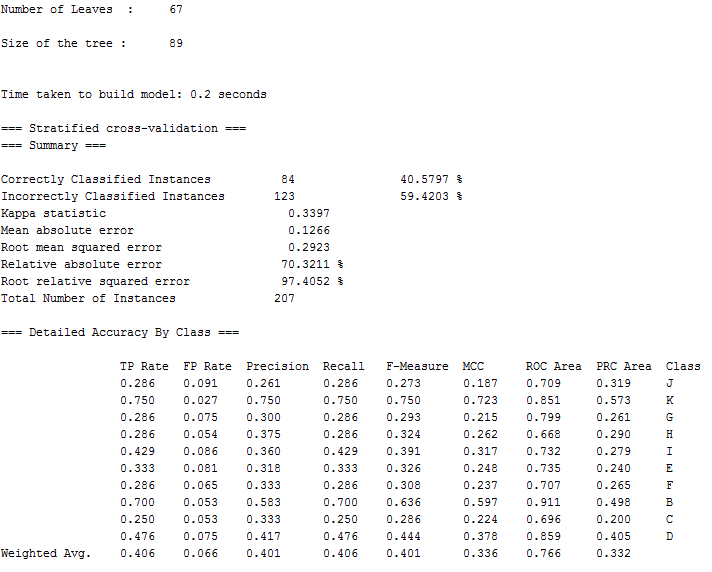 Number of Leaves  :     67
Size of the tree :      89
Time taken to build model: 0.2 seconds
=== Stratified cross-validation ===
=== Summary ===
Correctly Classified Instances          84               40.5797 %
Incorrectly Classified Instances       123               59.4203 %
Kappa statistic                          0.3397
Mean absolute error                      0.1266
Root mean squared error                  0.2923
Relative absolute error                 70.3211 %
Root relative squared error             97.4052 %
Total Number of Instances              207
=== Detailed Accuracy By Class ===
TP Rate  FP Rate  Precision  Recall   F-Measure  MCC      ROC Area  PRC Area  Class
0.286    0.091    0.261      0.286    0.273      0.187    0.709     0.319     J
0.750    0.027    0.750      0.750    0.750      0.723    0.851     0.573     K
0.286    0.075    0.300      0.286    0.293      0.215    0.799     0.261     G
0.286    0.054    0.375      0.286    0.324      0.262    0.668     0.290     H
0.429    0.086    0.360      0.429    0.391      0.317    0.732     0.279     I
0.333    0.081    0.318      0.333    0.326      0.248    0.735     0.240     E
0.286    0.065    0.333      0.286    0.308      0.237    0.707     0.265     F
0.700    0.053    0.583      0.700    0.636      0.597    0.911     0.498     B
0.250    0.053    0.333      0.250    0.286      0.224    0.696     0.200     C
0.476    0.075    0.417      0.476    0.444      0.378    0.859     0.405     D
Weighted Avg.    0.406    0.066    0.401      0.406    0.401      0.336    0.766     0.332